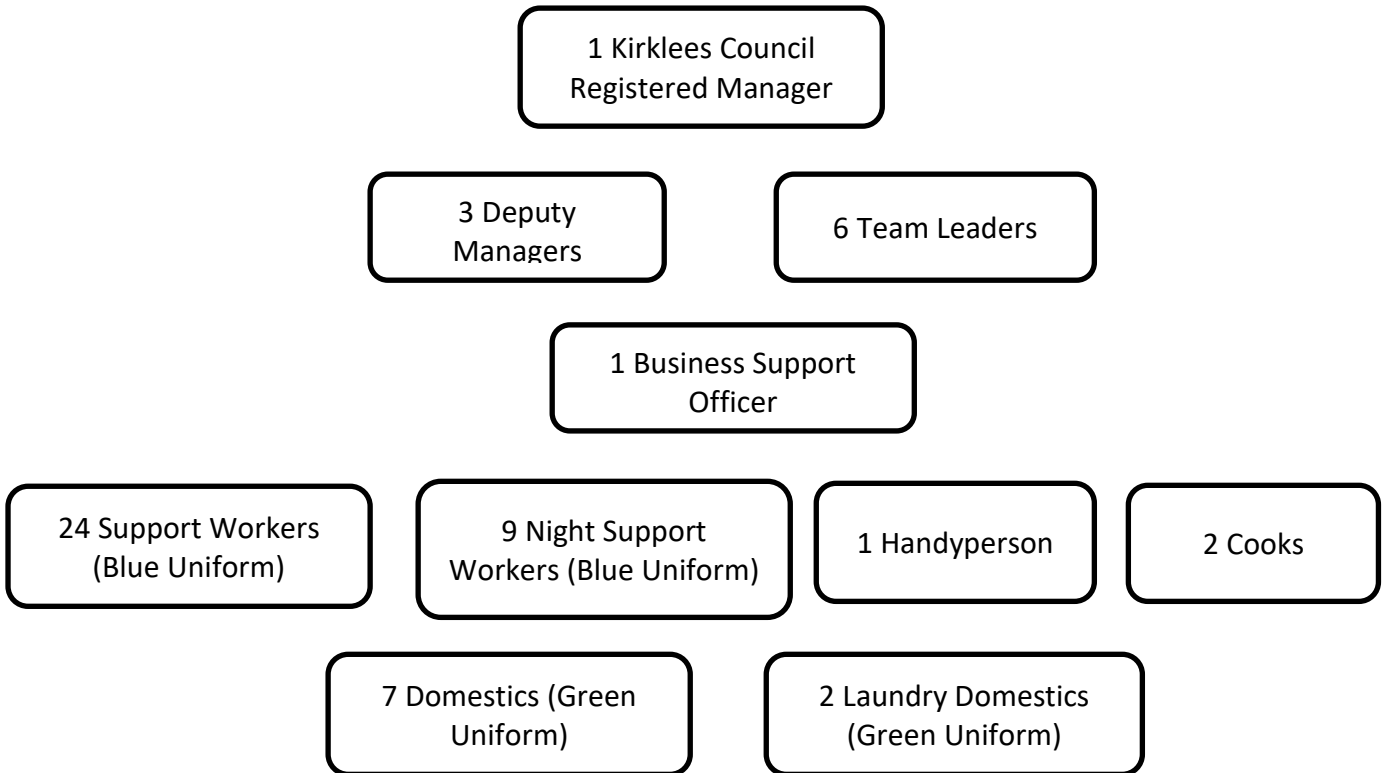 1 Kirklees Council
Registered Manager
3 Deputy
Managers
6 Team Leaders
1 Business Support
Officer
24 Support Workers
(Blue Uniform)
9 Night Support
Workers (Blue Uniform)
1 Handyperson
2 Cooks
7 Domestics (Green
Uniform)
2 Laundry Domestics
(Green Uniform)